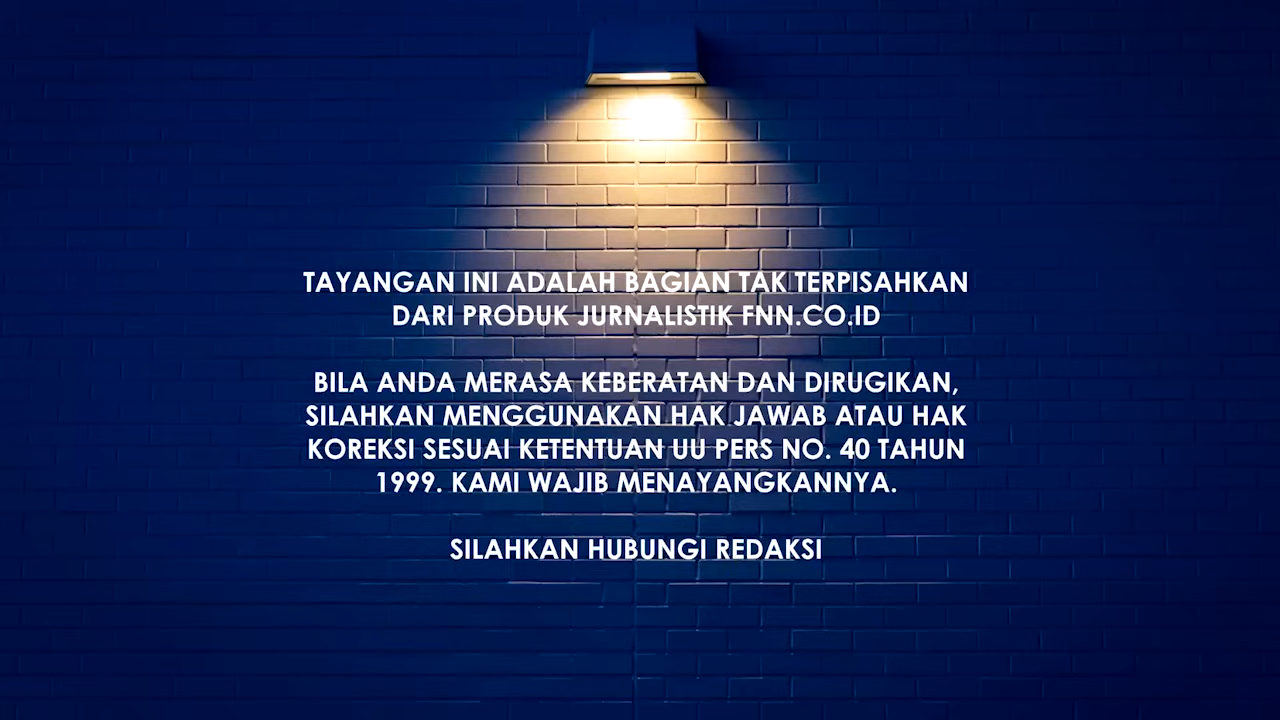 TAYANGAN INI ADALAH BAGIAN TAK TERPISAHKAN
DARI PRODUK JURNALISTIK FNN.CO.ID
BILA ANDA MERASA KEBERATAN DAN DIRUGIKAN,
SILAHKAN MENGGUNAKAN HAK JAWAB ATAU HAK
KOREKSI SESUAI KETENTUAN UU PERS NO. 40 TAHUN
1999. KAMI WAJIB MENAYANGKANNYA.
SILAHKAN HUBUNGI REDAKSI